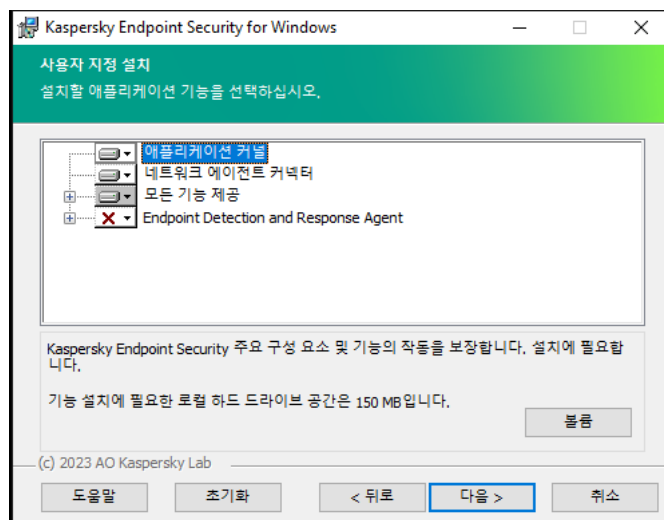 Kaspersky Endpoint Security for Windows
사용자 지정 설치
설치할 애플리케이션 기능을 선택하십시오.
애플리케이션 커널
네트워크 에이전트 커넥터
모든 기능 제공
Endpoint Detection and Response Agent
Kaspersky Endpoint Security 주요 구성 요소 및 기능의 작동을 보장합니다. 설치에 필요합
니다.
기능 설치에 필요한 로컬 하드 드라이브 공간은 150 MB입니다.
볼륨
(c) 2023 AO Kaspersky Lab
도움말 초기화 < 뒤로 다음 > 취소